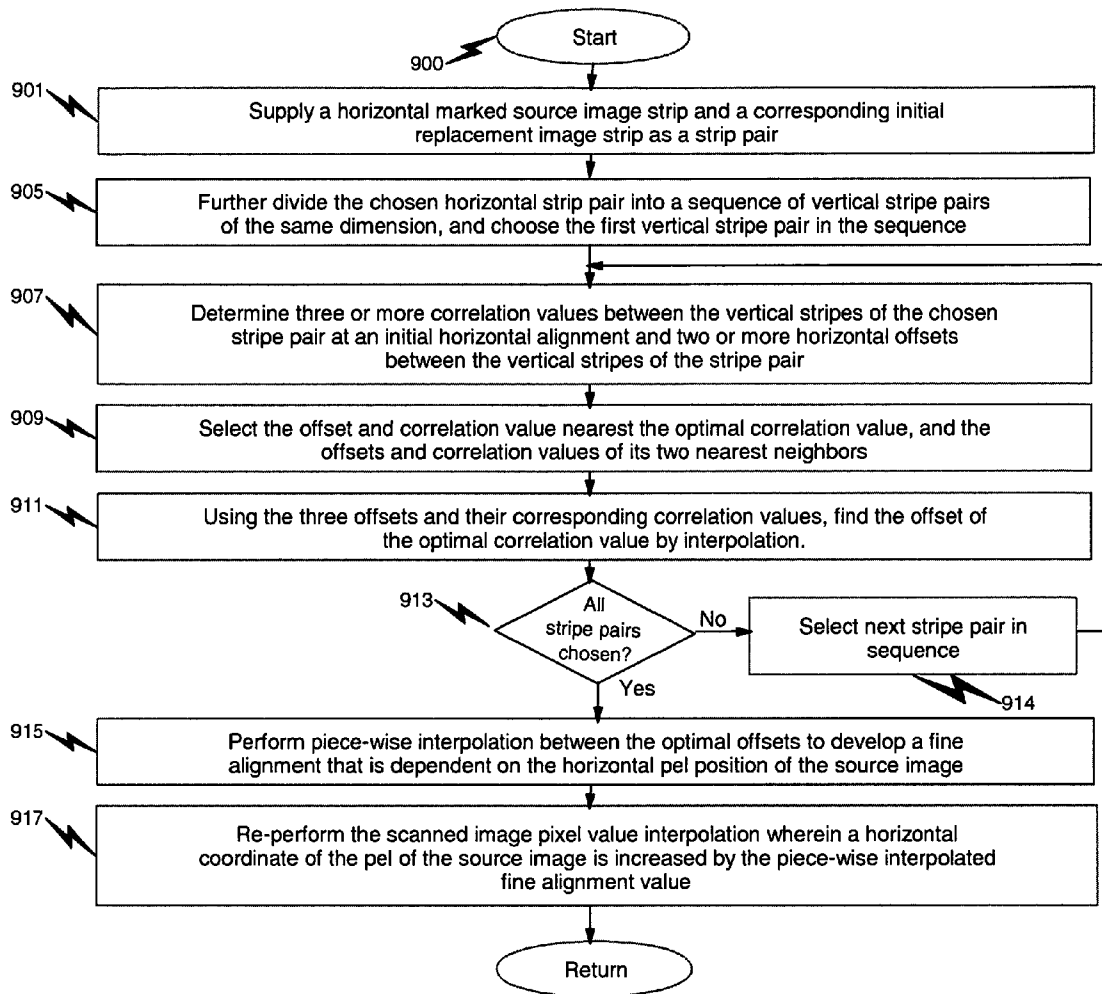 Start
900
901
Supply a horizontal marked source image strip and a corresponding initial
replacement image strip as a strip pair
905
Further divide the chosen horizontal strip pair into a sequence of vertical stripe pairs
of the same dimension, and choose the first vertical stripe pair in the sequence
907
Determine three or more correlation values between the vertical stripes of the chosen
stripe pair at an initial horizontal alignment and two or more horizontal offsets
between the vertical stripes of the stripe pair
909
Select the offset and correlation value nearest the optimal correlation value, and the
offsets and correlation values of its two nearest neighbors
911
Using the three offsets and their corresponding correlation values, find the offset of
the optimal correlation value by interpolation.
913
All
stripe pairs
chosen?
No
Select next stripe pair in
sequence
914
Yes
915
Perform piece-wise interpolation between the optimal offsets to develop a fine
alignment that is dependent on the horizontal pel position of the source image
917
Re-perform the scanned image pixel value interpolation wherein a horizontal
coordinate of the pel of the source image is increased by the piece-wise interpolated
fine alignment value
Return